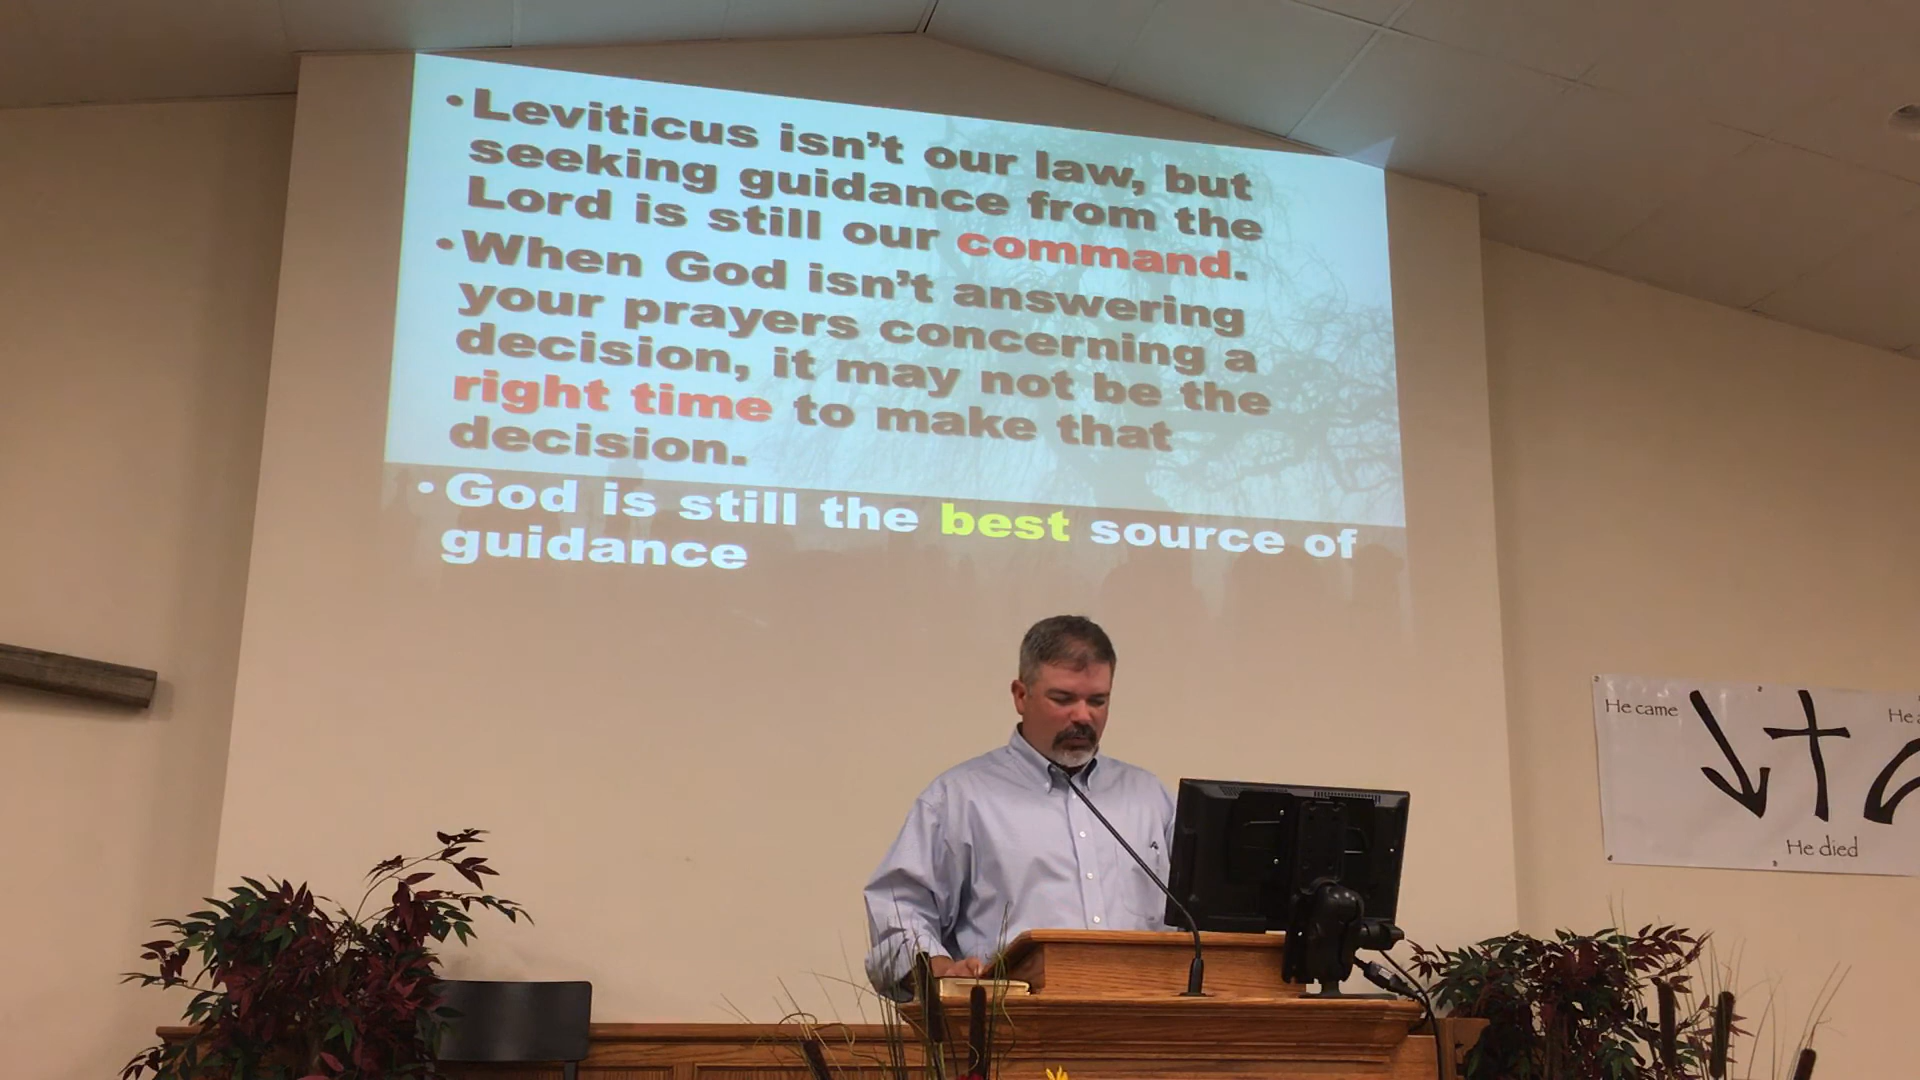 •Leviticus isn't our law, but
seeking guidance from the
Lord is still our command.
•When God isn't answering
your prayers concerning a
decision, it may not be the
right time to make that
decision.
•God is still the best source of
guidance
He came
He
He died